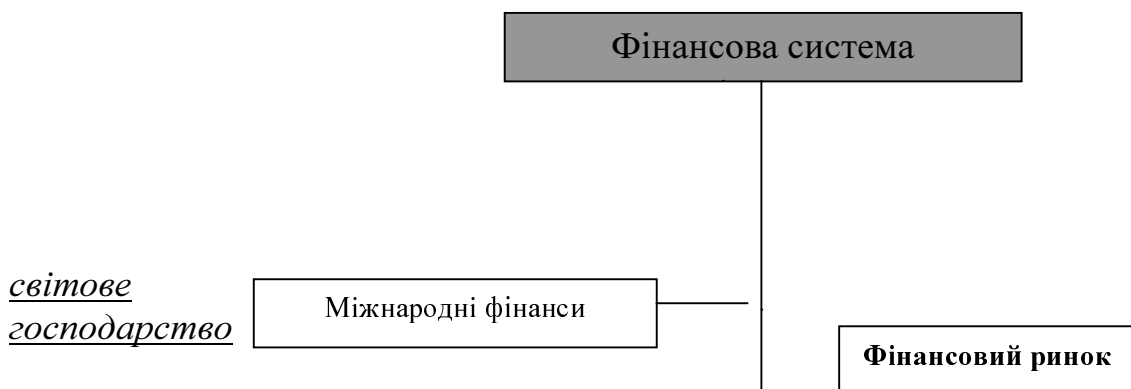 Фінансова система
світове
господарство
Міжнародні фінанси
Фінансовий ринок